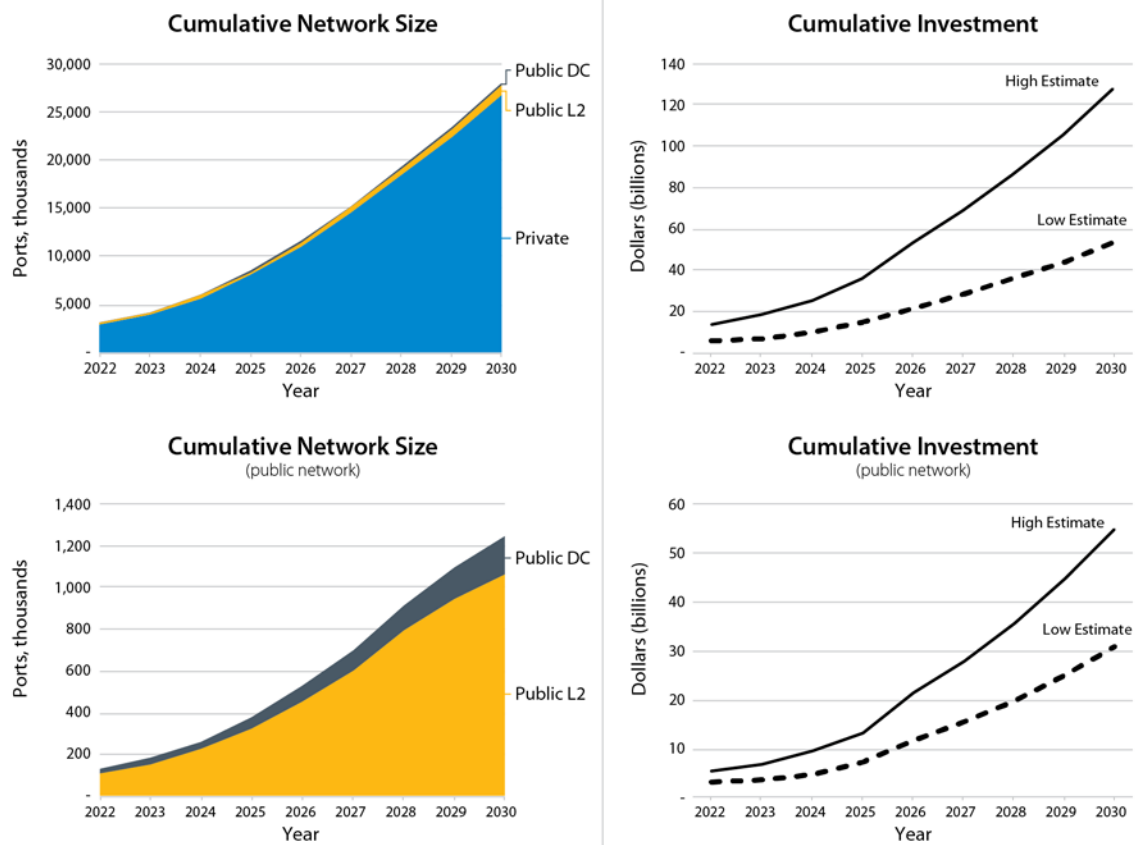 Cumulative Network Size
30,000
25,000
20,000
15,000
10,000
5,000
-
Ports, thousands
2022 2023 2024 2025 2026 2027 2028 2029 2030
Year
Public DC
Public L2
Private
Cumulative Investment
140
120
100
80
60
40
20
-
Dollars (billions)
2022 2023 2024 2025 2026 2027 2028 2029 2030
Year
High Estimate
Low Estimate
Cumulative Network Size
(public network)
1,400
1,200
1,000
800
600
400
200
-
Ports, thousands
2022 2023 2024 2025 2026 2027 2028 2029 2030
Year
Public DC
Public L2
Cumulative Investment
(public network)
60
50
40
30
20
10
-
Dollars (billions)
2022 2023 2024 2025 2026 2027 2028 2029 2030
Year
High Estimate
Low Estimate